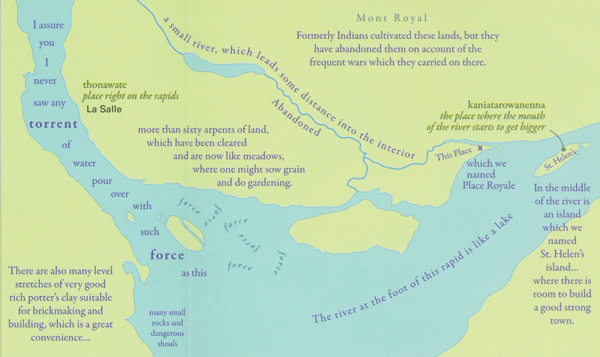 I assure
you
I
never
saw any
torrent
of
water
pour
over
with
such
force
as this
many small
rocks and
dangerous
shoals
There are also many level
stretches of very good
rich potter's clay suitable
for brickmaking and
building, which is a great
convenience...
thonawate
place right on the rapids
La Salle
a small river, which leads some distance into the interior
Abandoned
more than sixty arpents of land,
which have been cleared
and are now like meadows,
where one might sow grain
and do gardening.
force
force
force
force
force
force
Mont Royal
Formerly Indians cultivated these lands, but they
have abandoned them on account of the
frequent wars which they carried on there.
kaniatarowanenna
the place where the mouth
of the river starts to get bigger
This Place x
which we
named
Place Royale
St. Helen's
In the middle
of the river is
an island
which we
named
St. Helen's
island...
where there is
room to build
a good strong
town.
The river at the foot of this rapid is like a lake